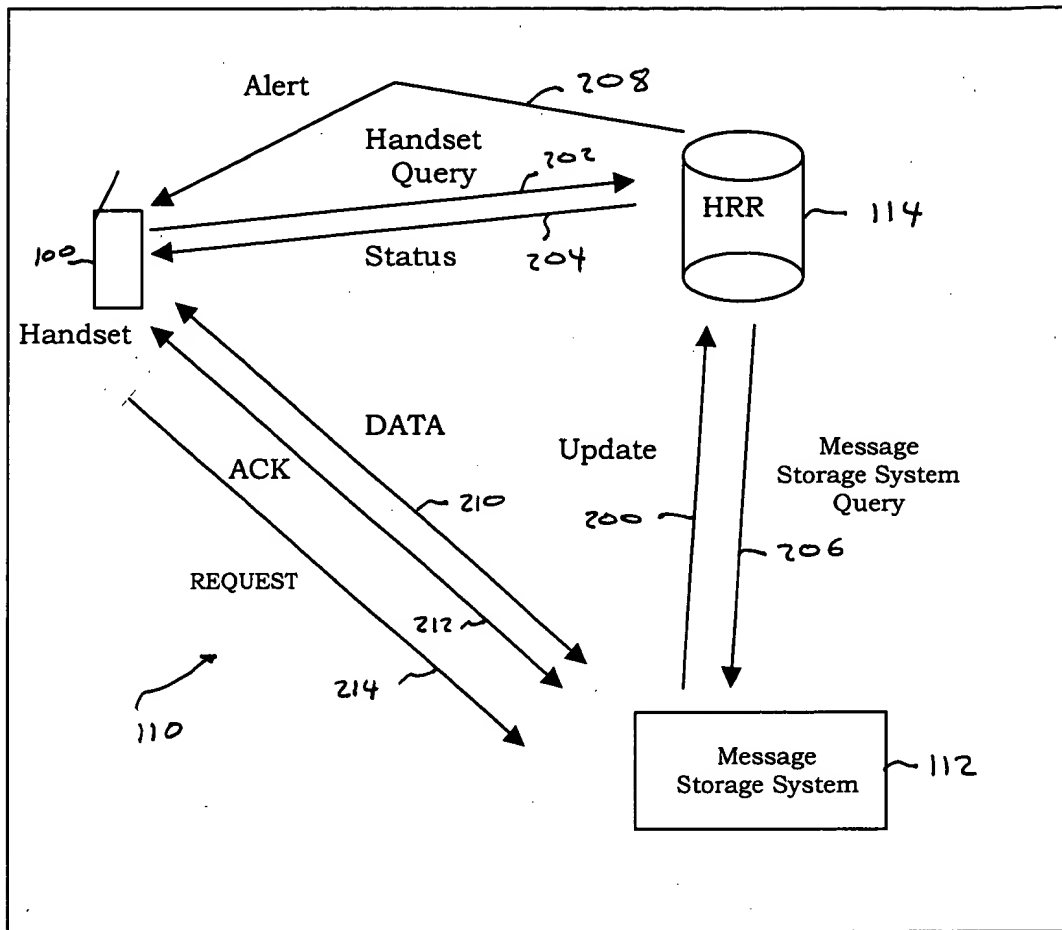 Alert
208
Handset
Query
202
HRR
114
100
Status
204
Handset
DATA
Update
Message
Storage System
Query
ACK
210
200
206
REQUEST
212
214
110
Message
Storage System
112